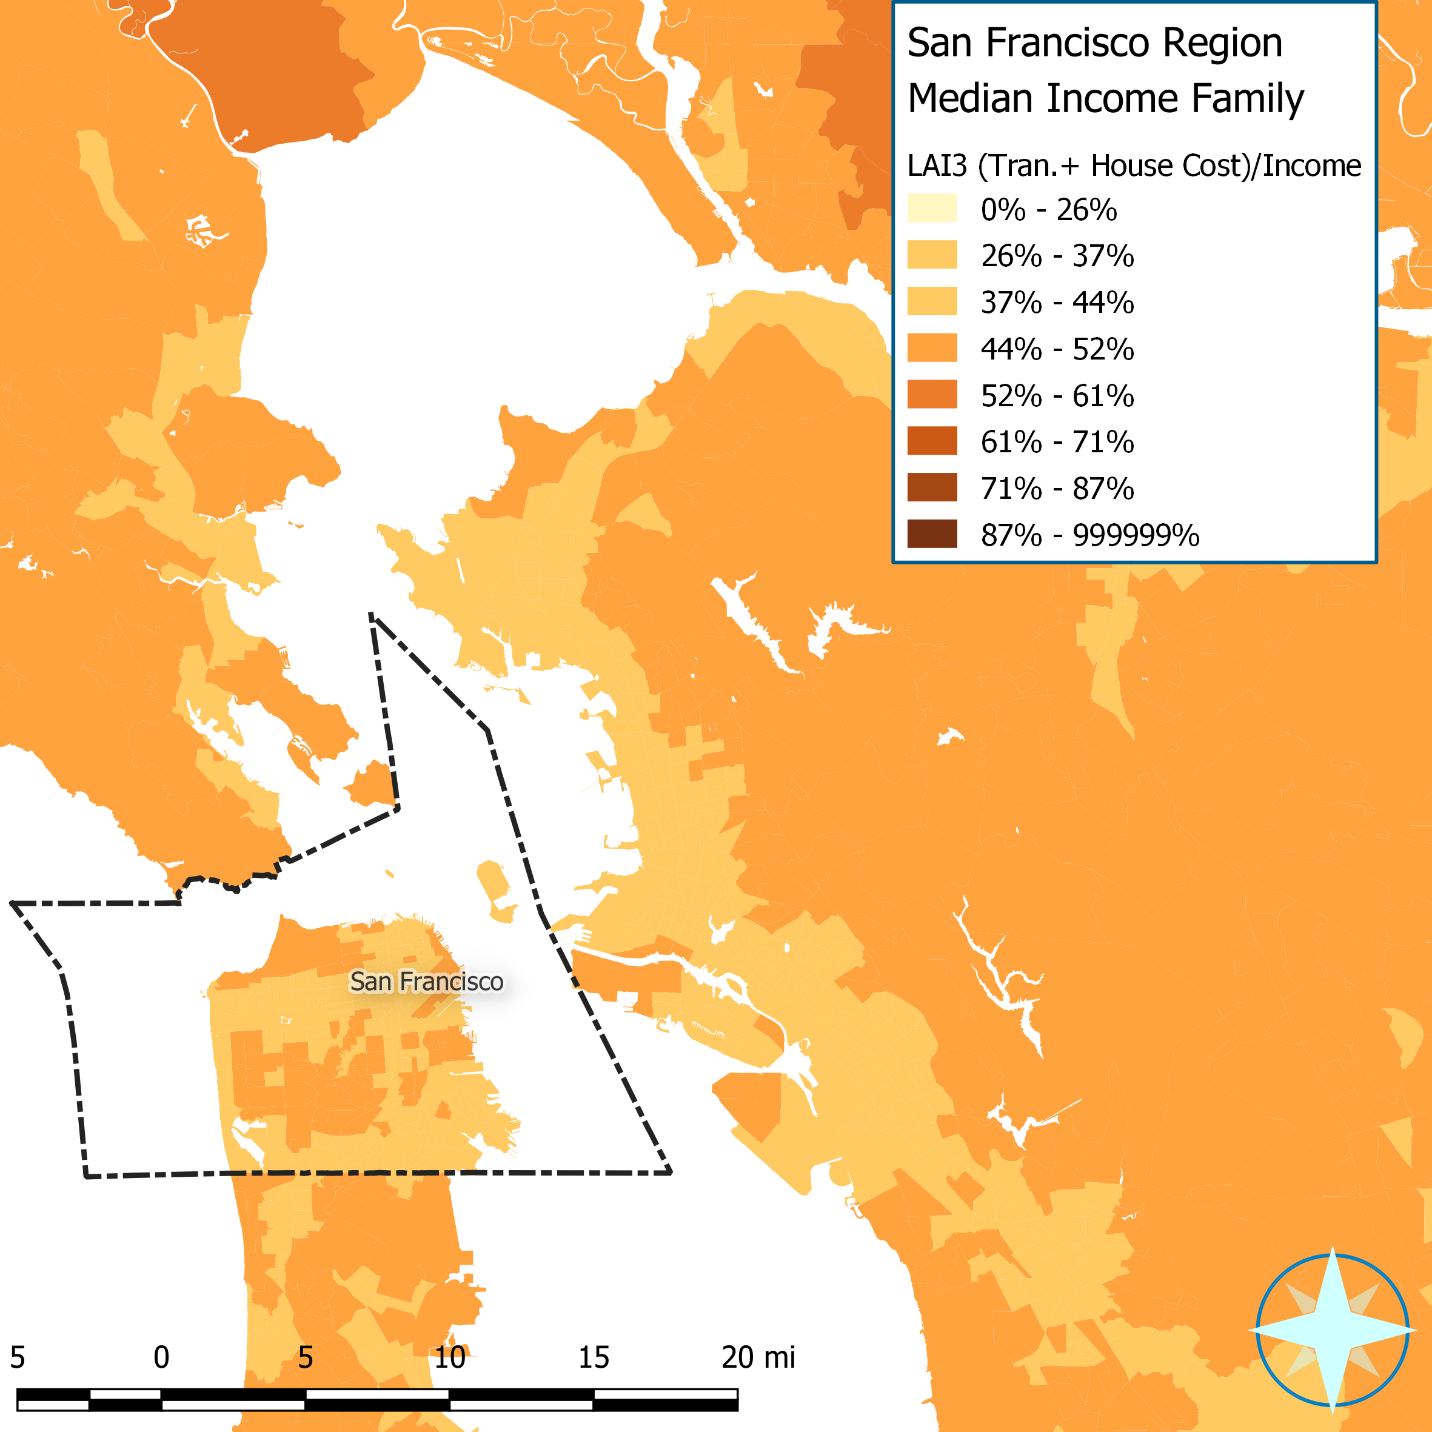 San Francisco Region
Median Income Family
LAI3 (Tran.+ House Cost)/Income
0% - 26%
26% - 37%
37% - 44%
44% - 52%
52% - 61%
61% - 71%
71% - 87%
87% - 999999%
San Francisco
5 0 5 10 15 20 mi